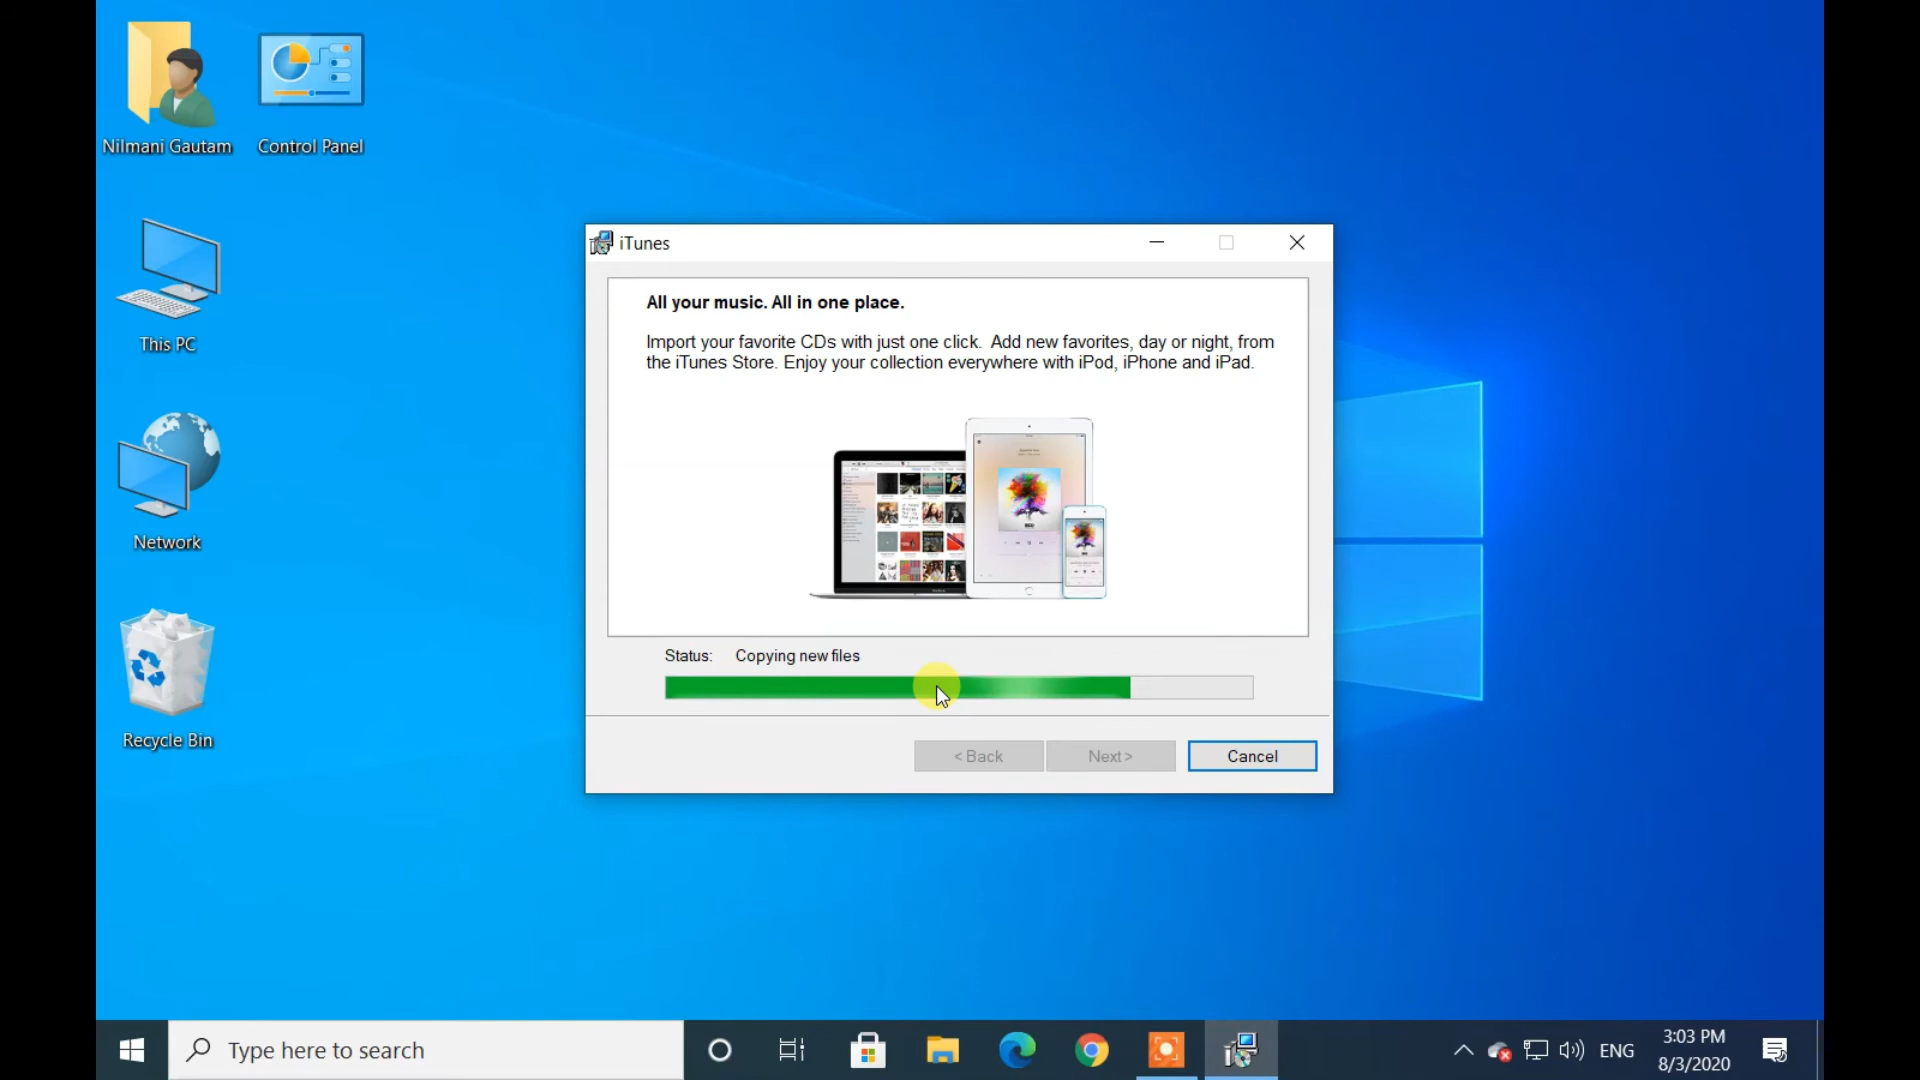 Nilmani Gautam
Control Panel
This PC
Network
Recycle Bin
iTunes
All your music. All in one place.
Import your favorite CDs with just one click. Add new favorites, day or night, from
the iTunes Store. Enjoy your collection everywhere with iPod, iPhone and iPad.
Status: Copying new files
< Back
Next >
Cancel
Type here to search
ENG
3:03 PM
8/3/2020